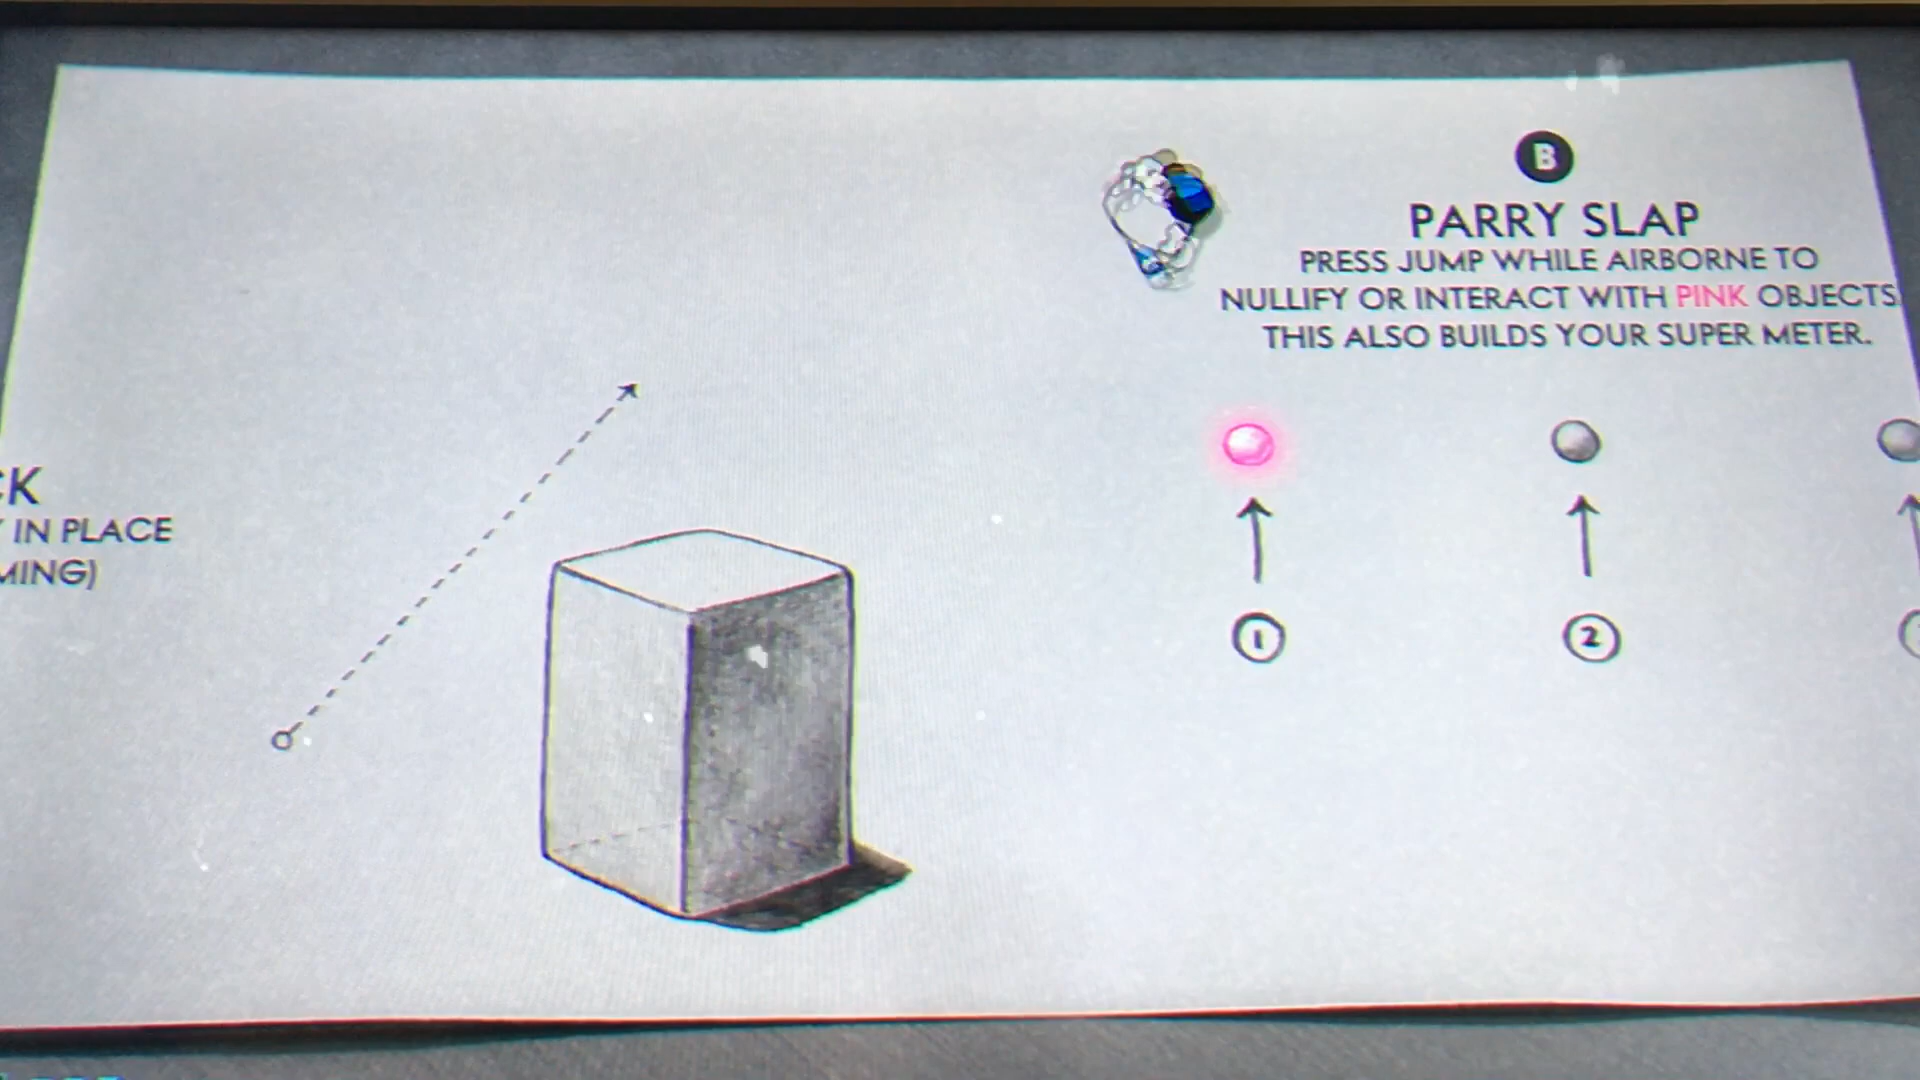 B
PARRY SLAP
PRESS JUMP WHILE AIRBORNE TO
NULLIFY OR INTERACT WITH PINK OBJECTS
THIS ALSO BUILDS YOUR SUPER METER.
IN PLACE
1
2